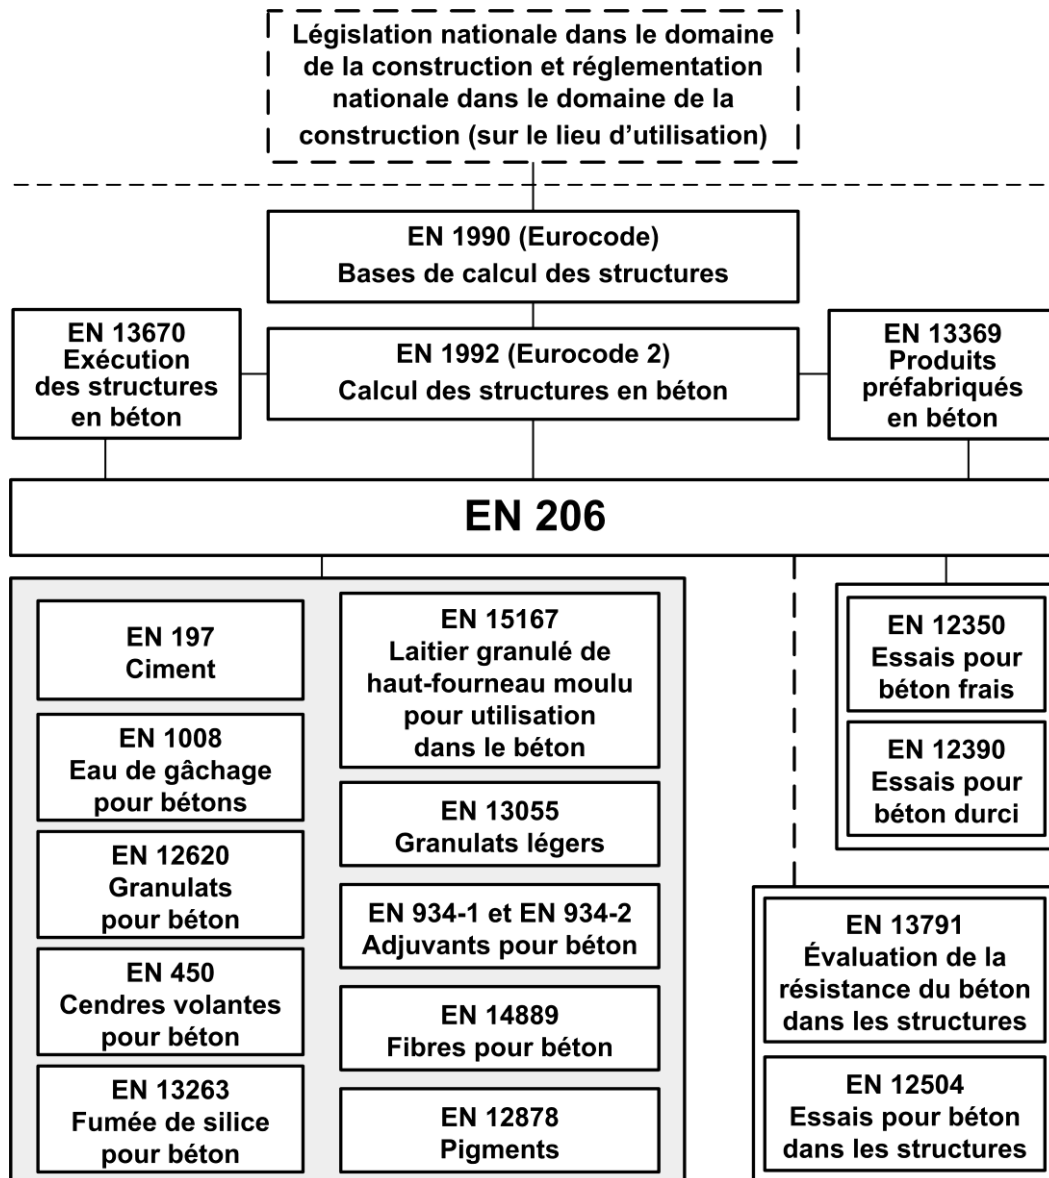 Législation nationale dans le domaine
de la construction et réglementation
nationale dans le domaine de la
construction (sur le lieu d’utilisation)
EN 1990 (Eurocode)
Bases de calcul des structures
EN 13670
Exécution
des structures
en béton
EN 1992 (Eurocode 2)
Calcul des structures en béton
EN 13369
Produits
préfabriqués
en béton
EN 206
EN 197
Ciment
EN 1008
Eau de gâchage
pour bétons
EN 12620
Granulats
pour béton
EN 450
Cendres volantes
pour béton
EN 13263
Fumée de silice
pour béton
EN 15167
Laitier granulé de
haut-fourneau moulu
pour utilisation
dans le béton
EN 13055
Granulats légers
EN 934-1 et EN 934-2
Adjuvants pour béton
EN 14889
Fibres pour béton
EN 12878
Pigments
EN 12350
Essais pour
béton frais
EN 12390
Essais pour
béton durci
EN 13791
Évaluation de la
résistance du béton
dans les structures
EN 12504
Essais pour béton
dans les structures